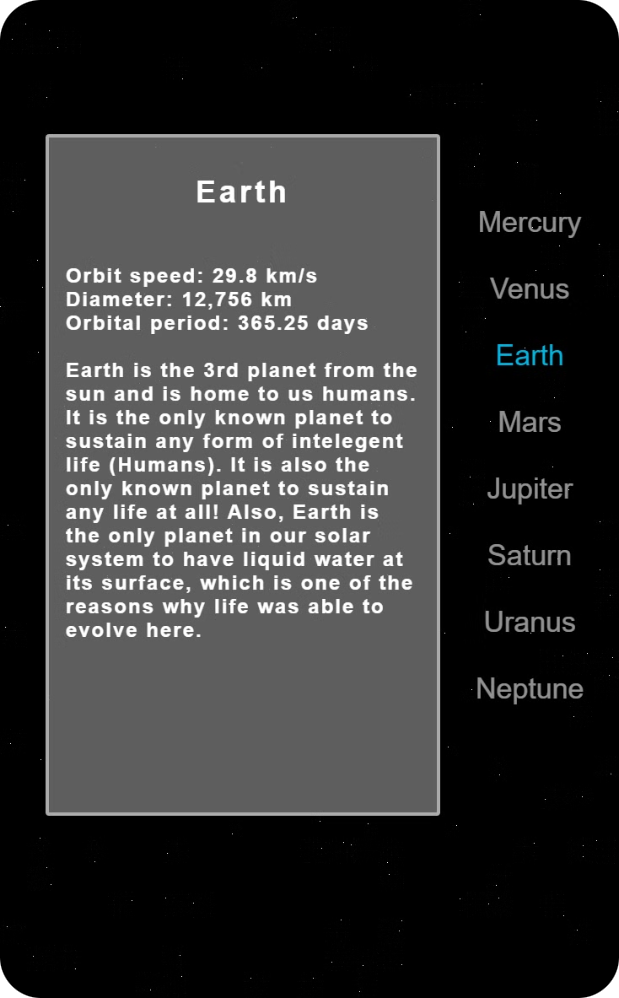 Earth
Orbit speed: 29.8 km/s
Diameter: 12,756 km
Orbital period: 365.25 days
Earth is the 3rd planet from the
sun and is home to us humans.
It is the only known planet to
sustain any form of intelegent
life (Humans). It is also the
only known planet to sustain
any life at all! Also, Earth is
the only planet in our solar
system to have liquid water at
its surface, which is one of the
reasons why life was able to
evolve here.
Mercury
Venus
Earth
Mars
Jupiter
Saturn
Uranus
Neptune